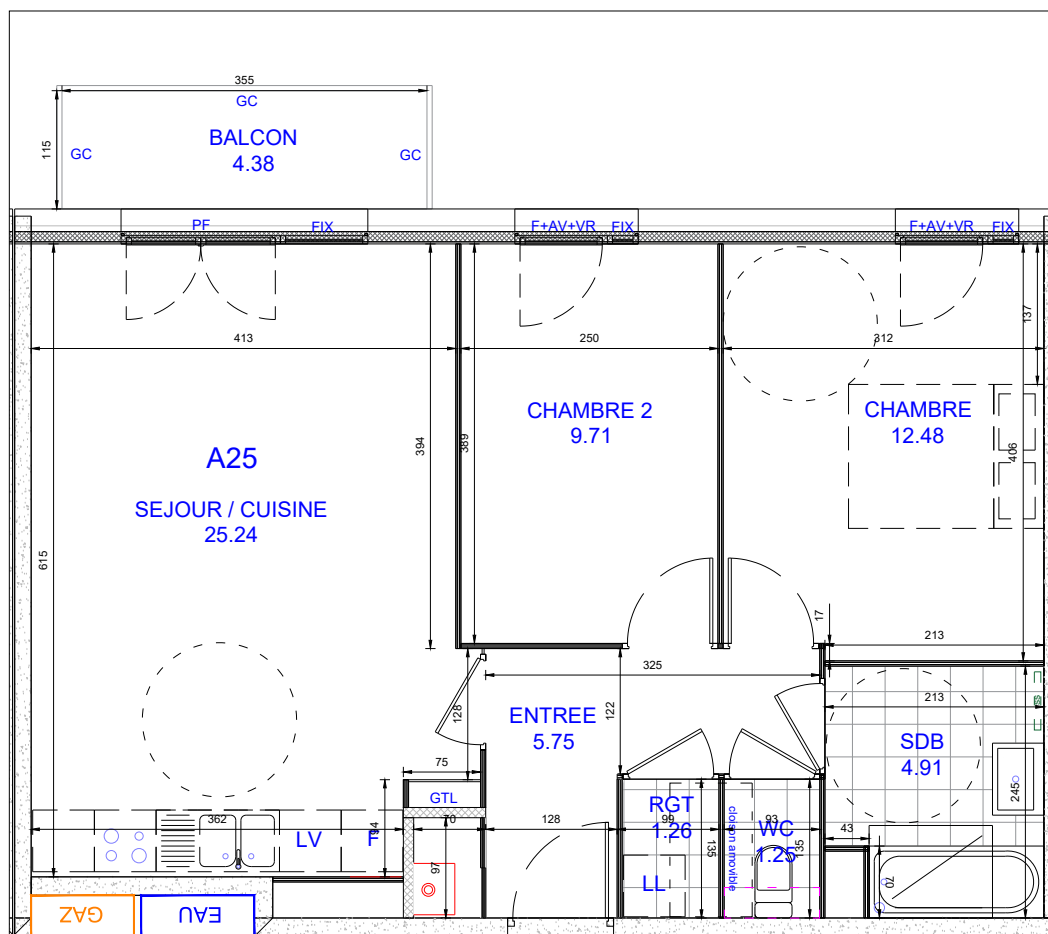 355
GC
115
BALCON
4.38
GC
GC
PF
FIX
F+AV+VR
FIX
F+AV+VR
FIX
137
413
250
312
CHAMBRE 2
9.71
CHAMBRE
12.48
394
389
406
A25
SEJOUR / CUISINE
25.24
615
17
213
325
128
122
ENTREE
5.75
213
SDB
4.91
75
GTL
245
RGT
1.26
WC
1.25
cloison amovible
362
LV
F
94
70
128
99
93
43
135
135
97
LL
70
GAZ
EAU